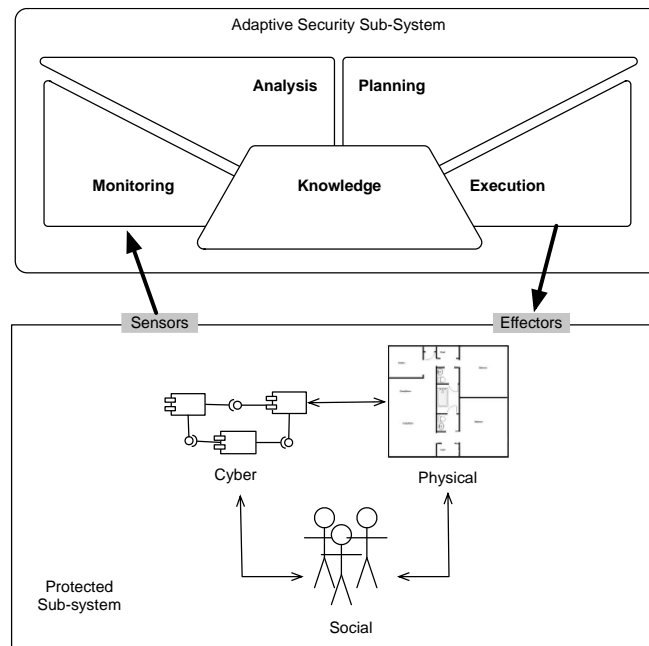 Adaptive Security Sub-System
Analysis
Planning
Monitoring
Knowledge
Execution
Sensors
Effectors
Cyber
Physical
Protected
Sub-system
Social